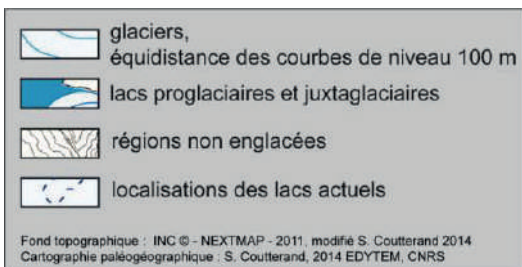 glaciers,
équidistance des courbes de niveau 100 m
lacs proglaciaires et juxtaglaciaires
régions non englacées
localisations des lacs actuels
Fond topographique : INC © - NEXTMAP - 2011, modifié S. Coutterand 2014
Cartographie paléogéographique : S. Coutterand, 2014 EDYTEM, CNRS